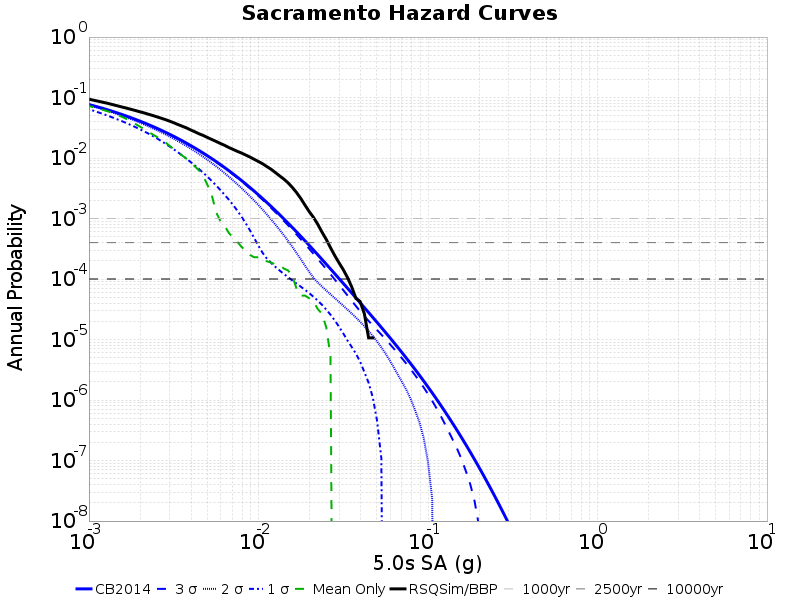 Sacramento Hazard Curves
10^0
10^-1
10^-2
10^-3
10^-4
10^-5
10^-6
10^-7
10^-8
Annual Probability
10^-3 10^-2 10^-1 10^0 10^1
5.0s SA (g)
CB2014 3 σ 2 σ 1 σ Mean Only RSQSim/BBP 1000yr 2500yr 10000yr